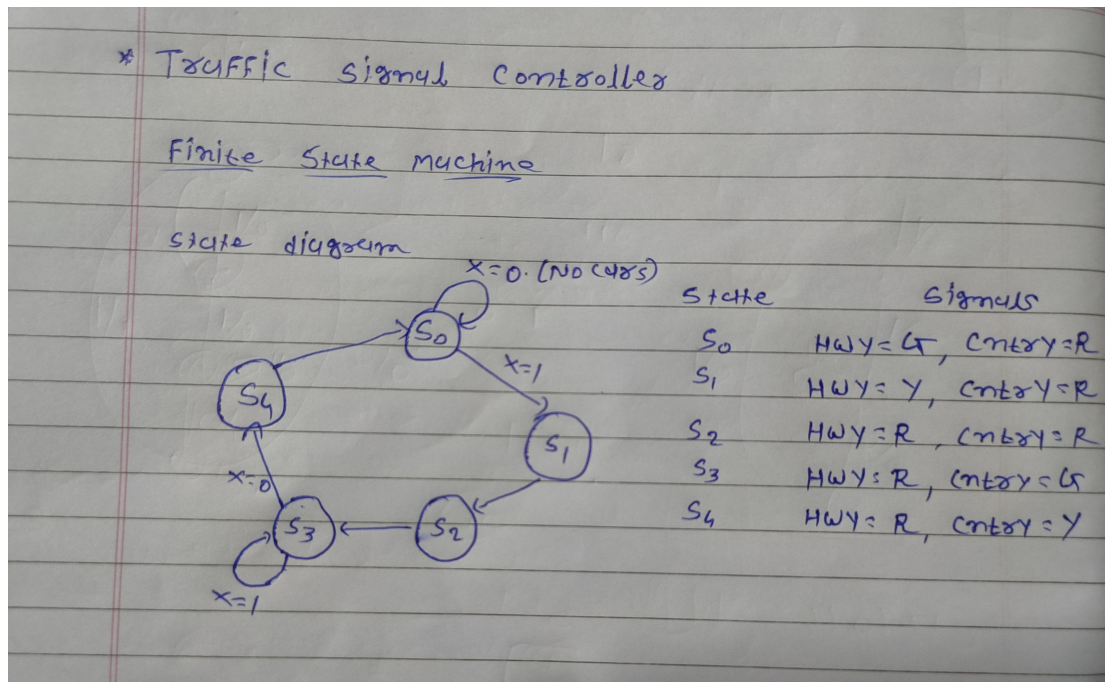 * Traffic signal controller
Finite State Machine
State diagram
X=0. (No cars)
S0
X=1
S4
S1
X=0
S3
S2
X=1
State Signals
S0 HWY=G, CntrY=R
S1 HWY=Y, CntrY=R
S2 HWY=R, CntrY=R
S3 HWY=R, CntrY=G
S4 HWY=R, CntrY=Y